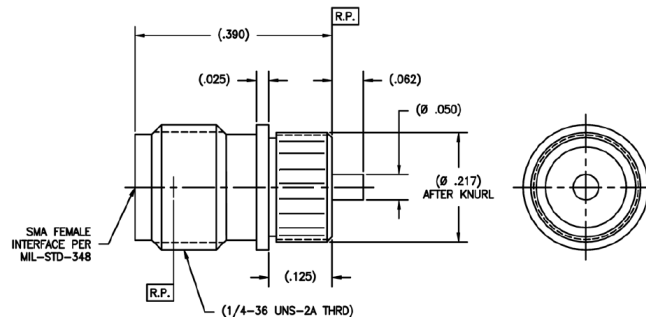 R.P.
(.390)
(.025)
(.062)
(Ø .050)
(Ø .217)
AFTER KNURL
SMA FEMALE
INTERFACE PER
MIL-STD-348
(.125)
R.P.
(1/4-36 UNS-2A THRD)